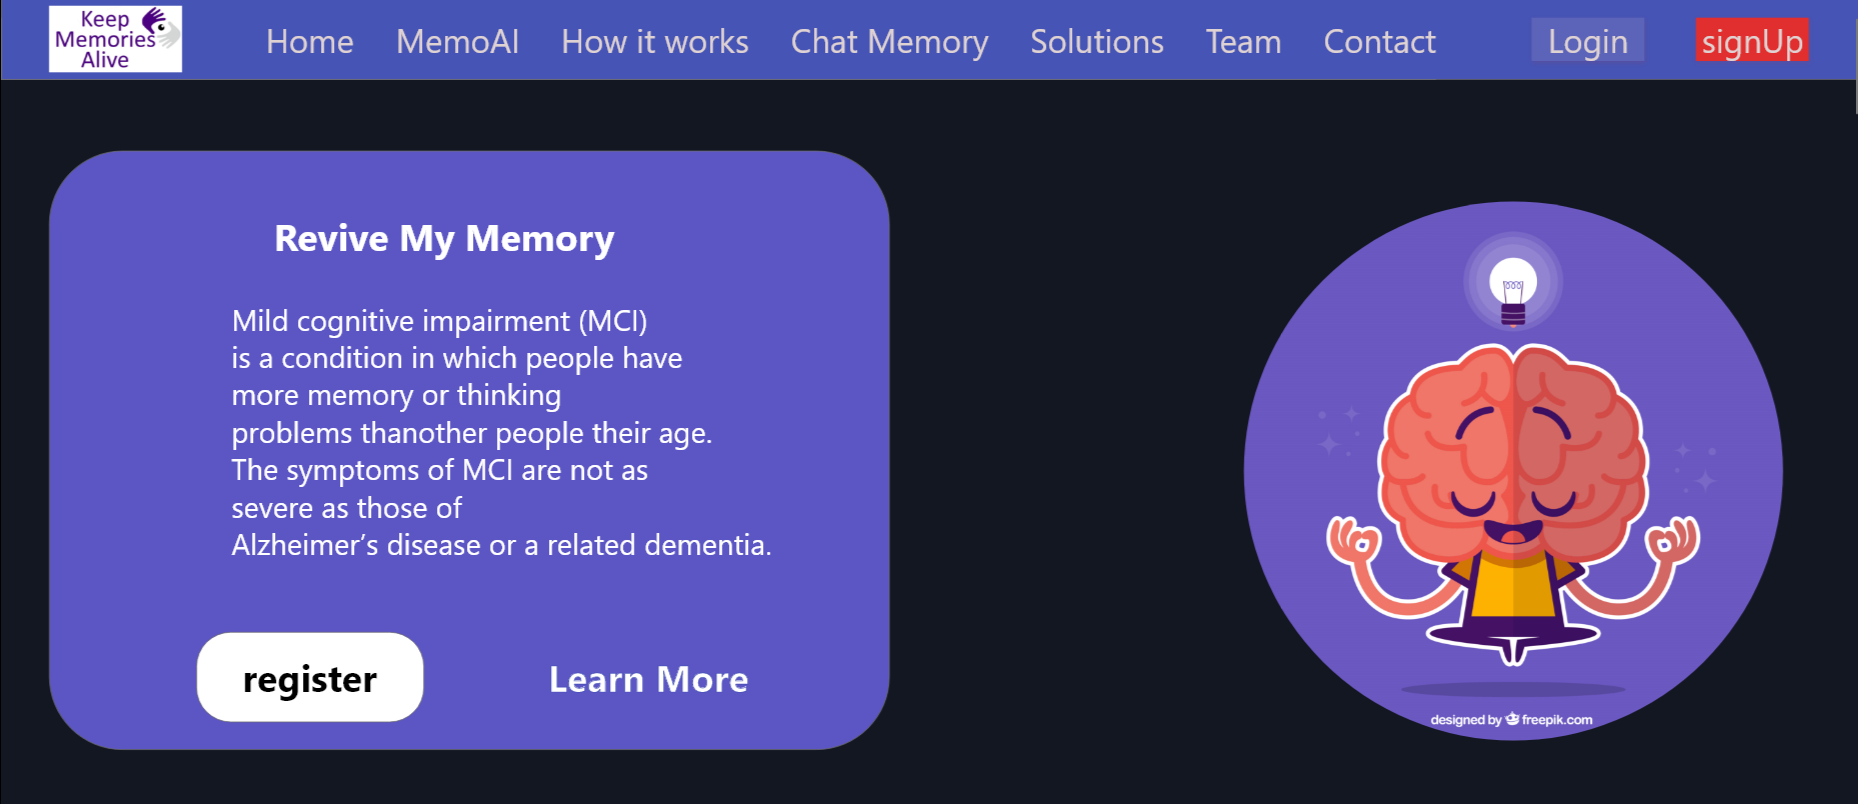 Keep
Memories
Alive
Home MemoAI How it works Chat Memory Solutions Team Contact Login signUp
Revive My Memory
Mild cognitive impairment (MCI)
is a condition in which people have
more memory or thinking
problems thanother people their age.
The symptoms of MCI are not as
severe as those of
Alzheimer’s disease or a related dementia.
register Learn More
designed by freepik.com